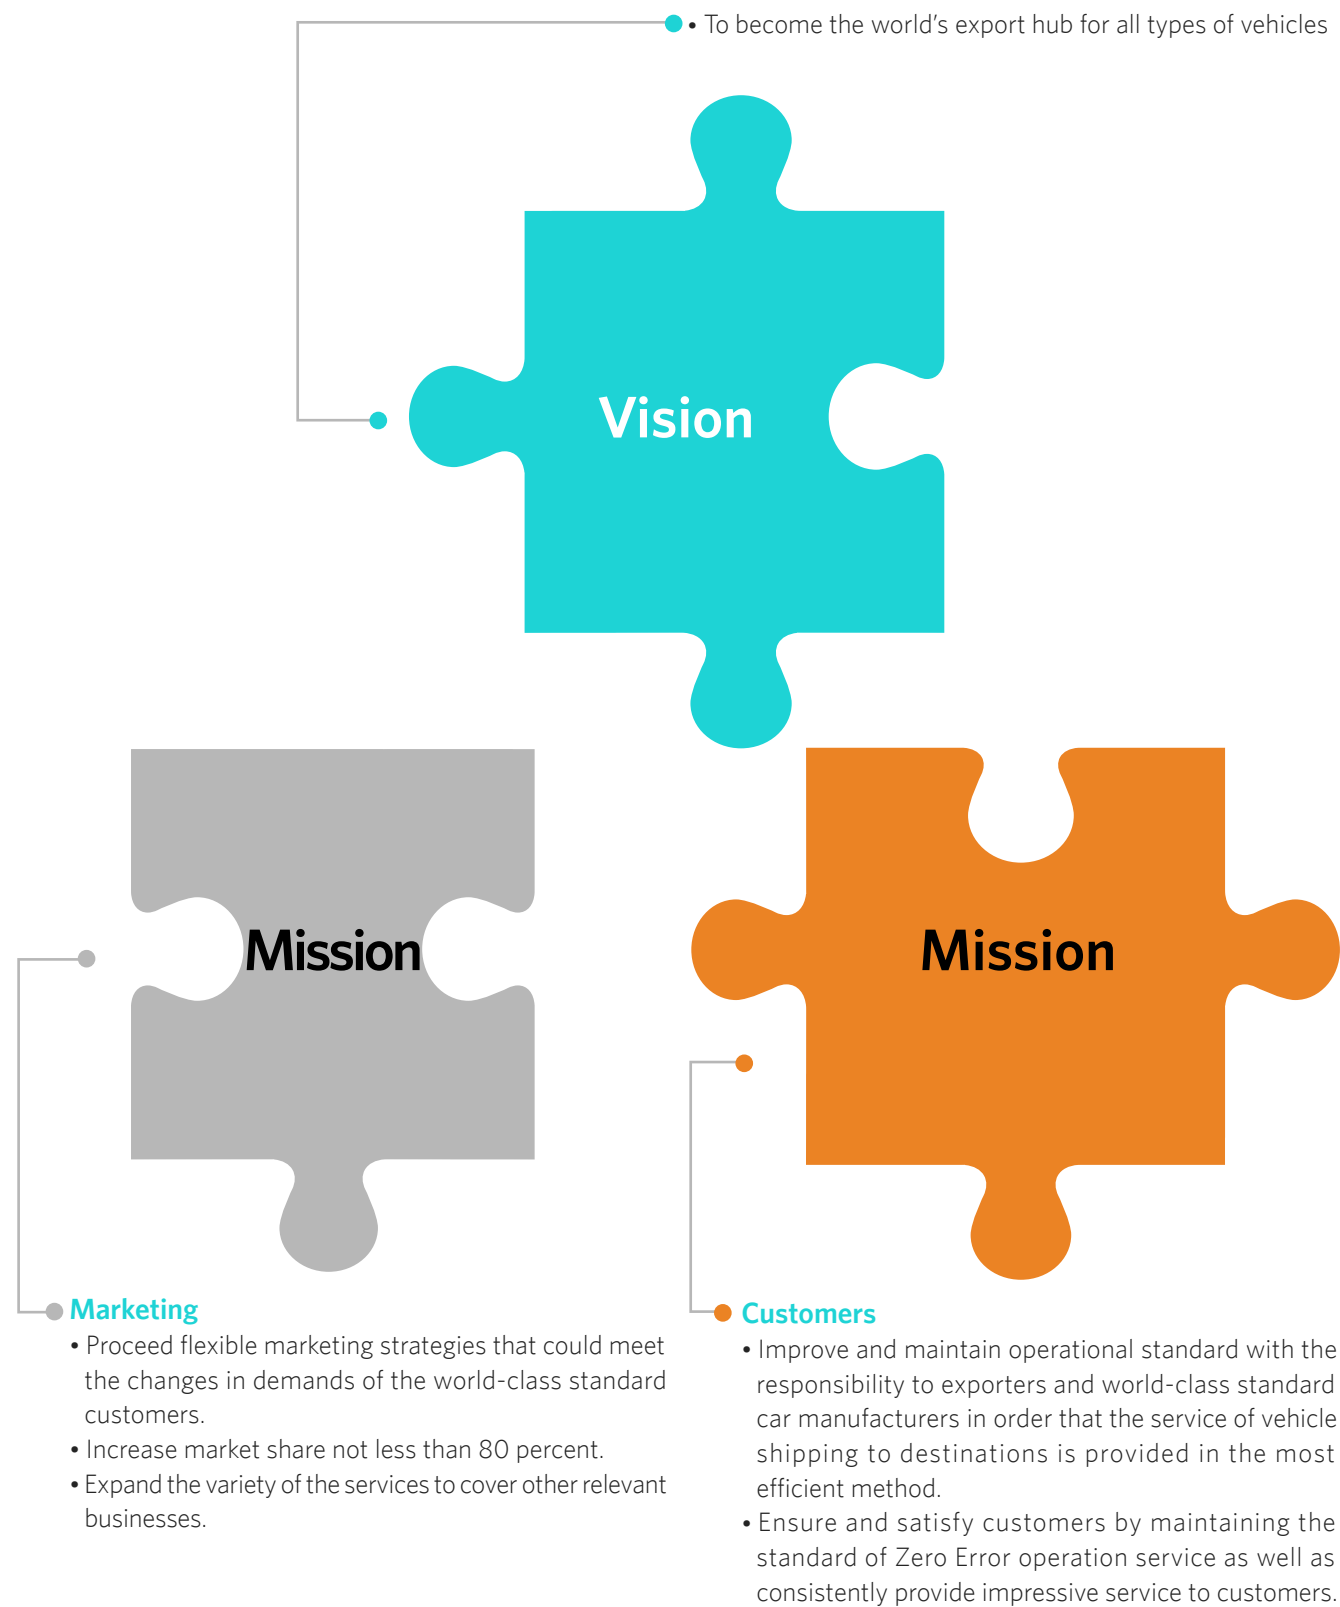 • To become the world's export hub for all types of vehicles
Vision
Mission
Mission
Marketing
• Proceed flexible marketing strategies that could meet
the changes in demands of the world-class standard
customers.
• Increase market share not less than 80 percent.
• Expand the variety of the services to cover other relevant
businesses.
Customers
• Improve and maintain operational standard with the
responsibility to exporters and world-class standard
car manufacturers in order that the service of vehicle
shipping to destinations is provided in the most
efficient method.
• Ensure and satisfy customers by maintaining the
standard of Zero Error operation service as well as
consistently provide impressive service to customers.